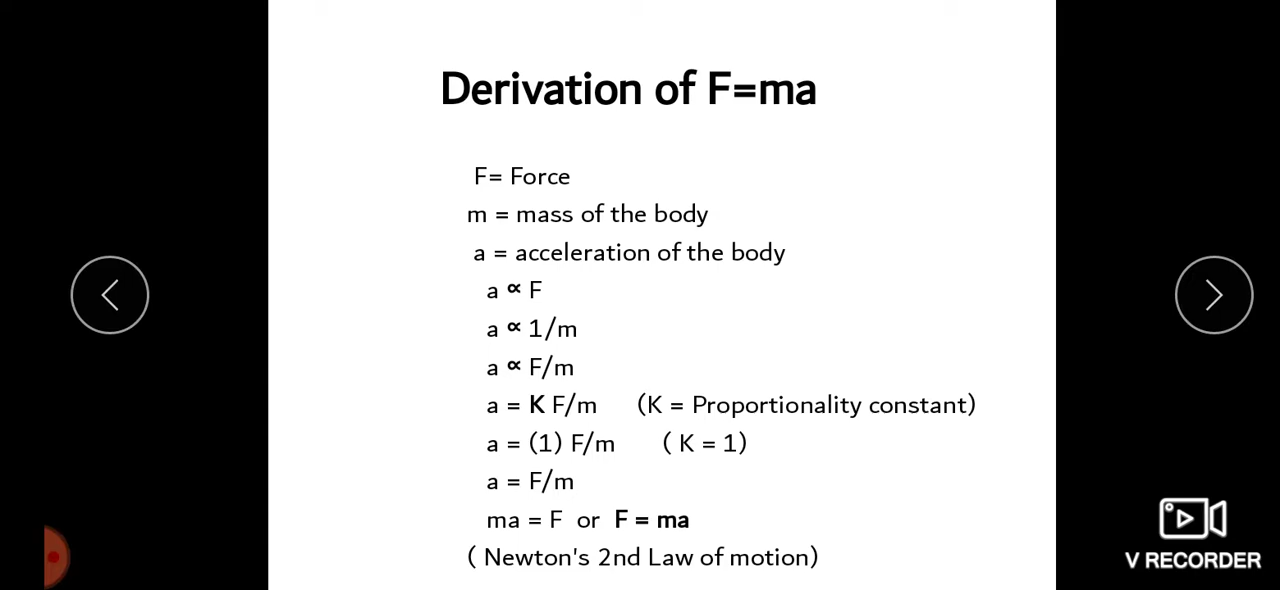 Derivation of F=ma
F= Force
m = mass of the body
a = acceleration of the body
a ∝ F
a ∝ 1/m
a ∝ F/m
a = K F/m (K = Proportionality constant)
a = (1) F/m ( K = 1)
a = F/m
ma = F or F = ma
( Newton's 2nd Law of motion)
V RECORDER